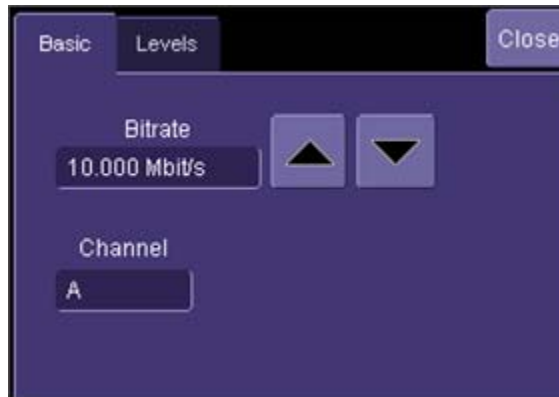 Basic Levels Close
Bitrate
10.000 Mbit/s
Channel
A